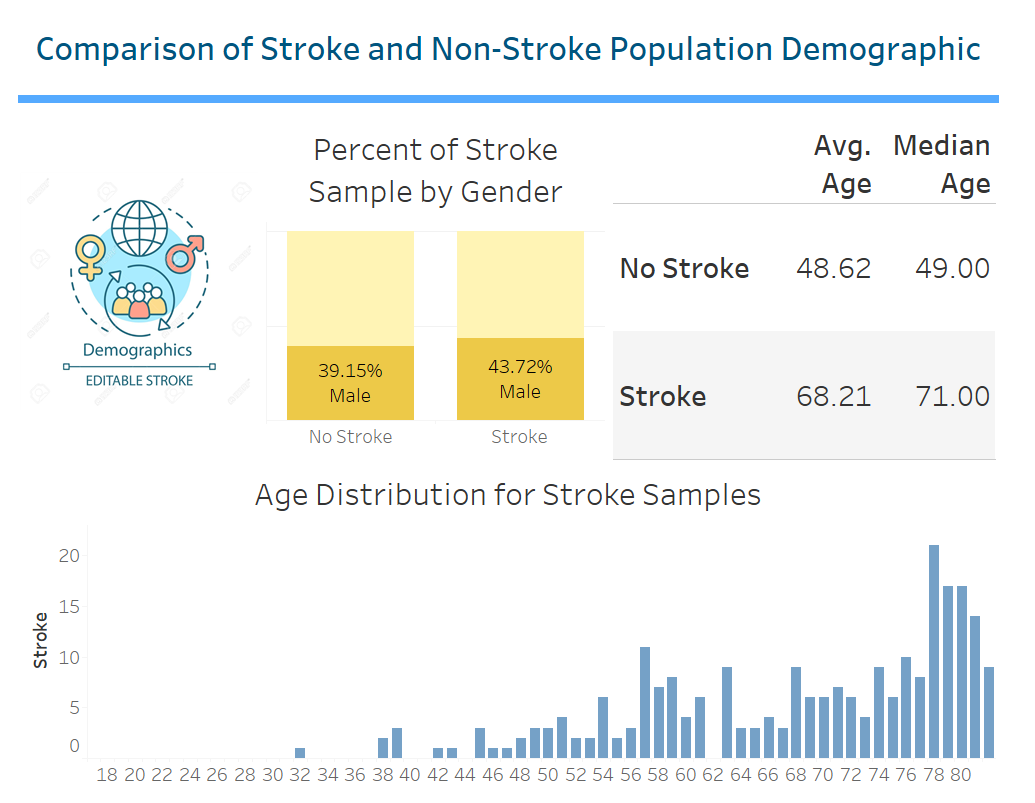 Comparison of Stroke and Non-Stroke Population Demographic
Demographics
EDITABLE STROKE
Percent of Stroke
Sample by Gender
39.15%
Male
43.72%
Male
No Stroke
Stroke
Avg. Median
Age Age
No Stroke 48.62 49.00
Stroke 68.21 71.00
Age Distribution for Stroke Samples
Stroke
20
15
10
5
0
18 20 22 24 26 28 30 32 34 36 38 40 42 44 46 48 50 52 54 56 58 60 62 64 66 68 70 72 74 76 78 80